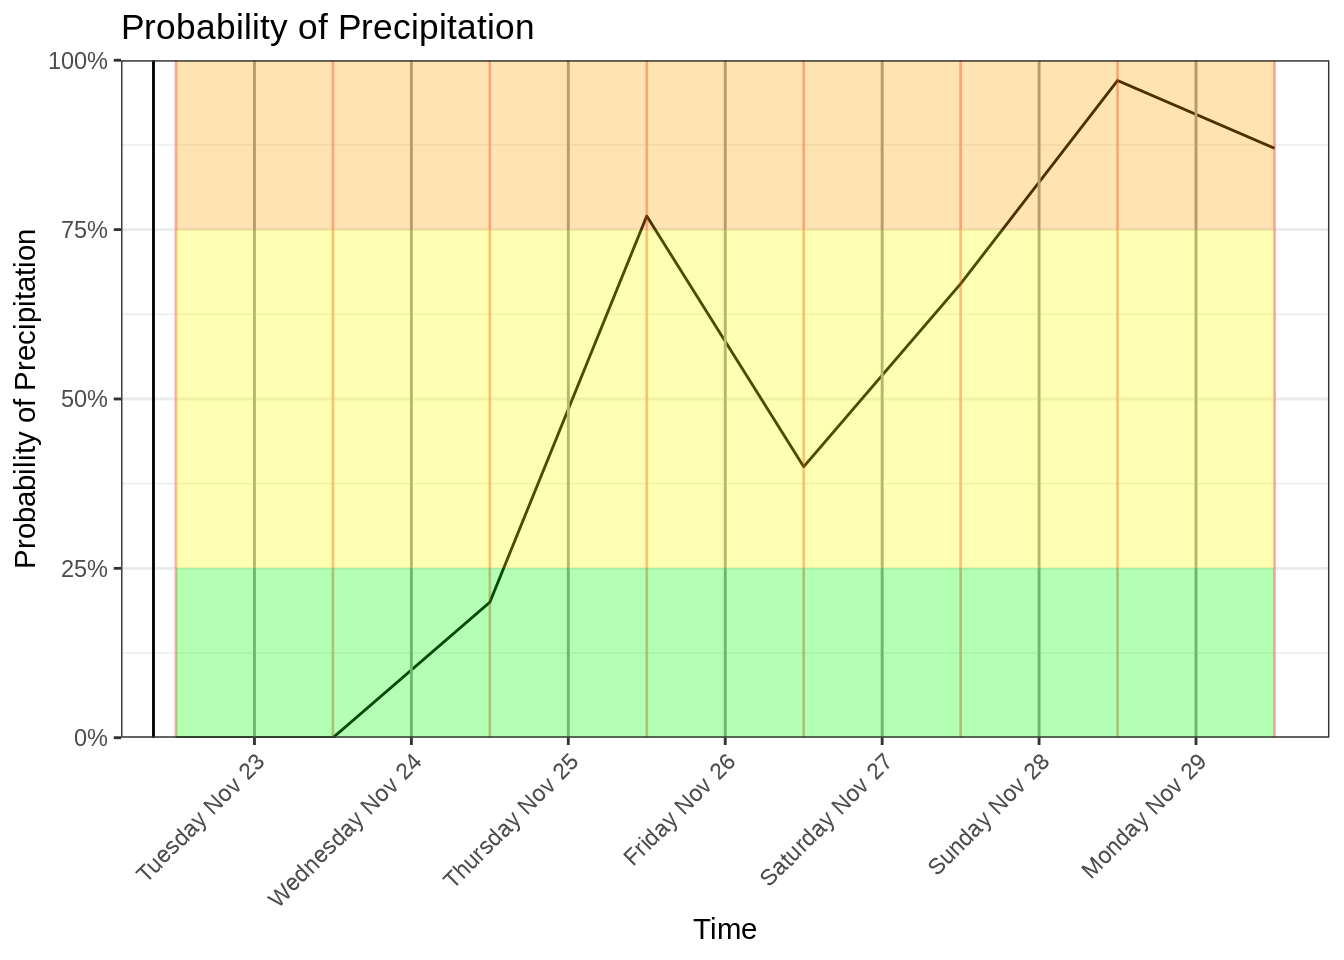 Probability of Precipitation
Probability of Precipitation
100%
75%
50%
25%
0%
Tuesday Nov 23
Wednesday Nov 24
Thursday Nov 25
Friday Nov 26
Saturday Nov 27
Sunday Nov 28
Monday Nov 29
Time